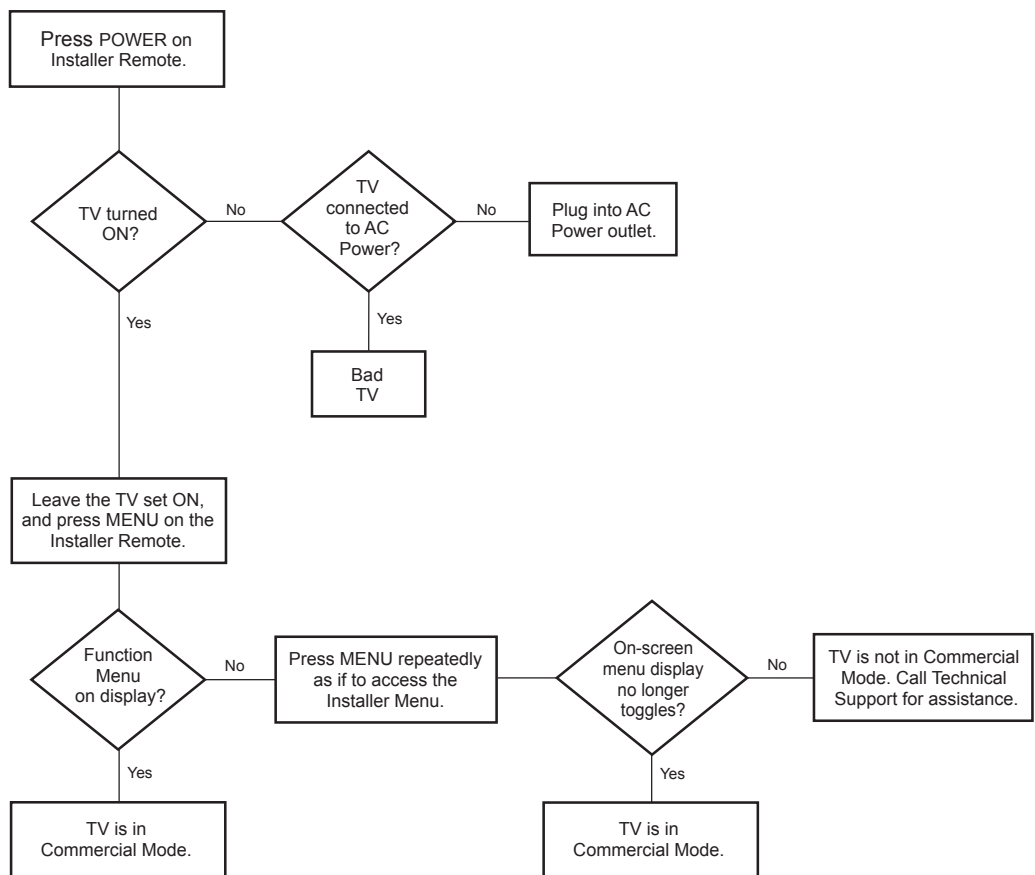 Press POWER on
Installer Remote.
TV turned
ON?
No
TV
connected
to AC
Power?
No
Plug into AC
Power outlet.
Yes
Yes
Bad
TV
Leave the TV set ON,
and press MENU on the
Installer Remote.
Function
Menu
on display?
No
Press MENU repeatedly
as if to access the
Installer Menu.
On-screen
menu display
no longer
toggles?
No
TV is not in Commercial
Mode. Call Technical
Support for assistance.
Yes
Yes
TV is in
Commercial Mode.
TV is in
Commercial Mode.